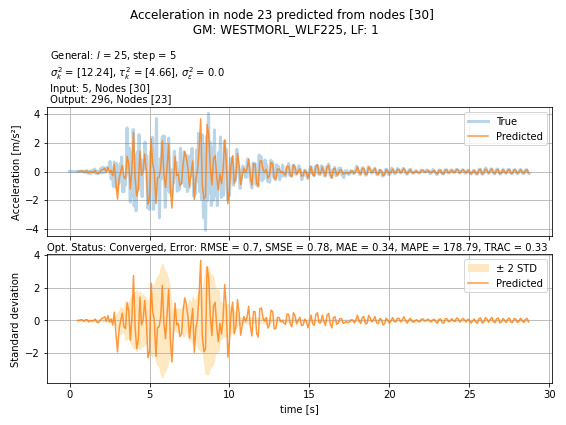 Acceleration in node 23 predicted from nodes [30]
GM: WESTMORL_WLF225, LF: 1
General: l = 25, step = 5
σ²ₖ = [12.24], τ²ₖ = [4.66], σ²ε = 0.0
Input: 5, Nodes [30]
Output: 296, Nodes [23]
4
2
0
−2
−4
Acceleration [m/s²]
True
Predicted
Opt. Status: Converged, Error: RMSE = 0.7, SMSE = 0.78, MAE = 0.34, MAPE = 178.79, TRAC = 0.33
4
2
0
−2
Standard deviation
± 2 STD
Predicted
0 5 10 15 20 25 30
time [s]